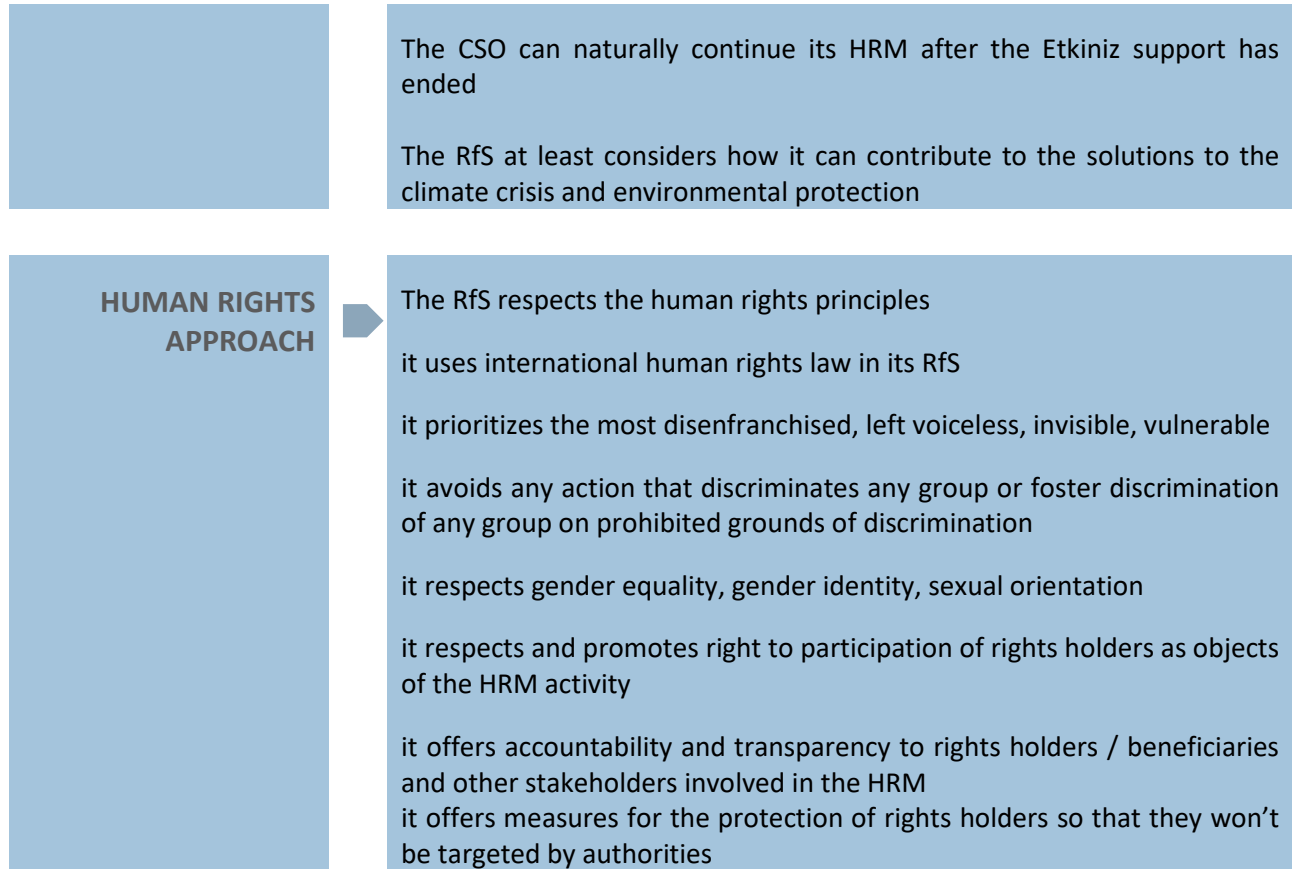 The CSO can naturally continue its HRM after the Etkiniz support has
ended
The RfS at least considers how it can contribute to the solutions to the
climate crisis and environmental protection
HUMAN RIGHTS
APPROACH
The RfS respects the human rights principles
it uses international human rights law in its RfS
it prioritizes the most disenfranchised, left voiceless, invisible, vulnerable
it avoids any action that discriminates any group or foster discrimination
of any group on prohibited grounds of discrimination
it respects gender equality, gender identity, sexual orientation
it respects and promotes right to participation of rights holders as objects
of the HRM activity
it offers accountability and transparency to rights holders / beneficiaries
and other stakeholders involved in the HRM
it offers measures for the protection of rights holders so that they won’t
be targeted by authorities